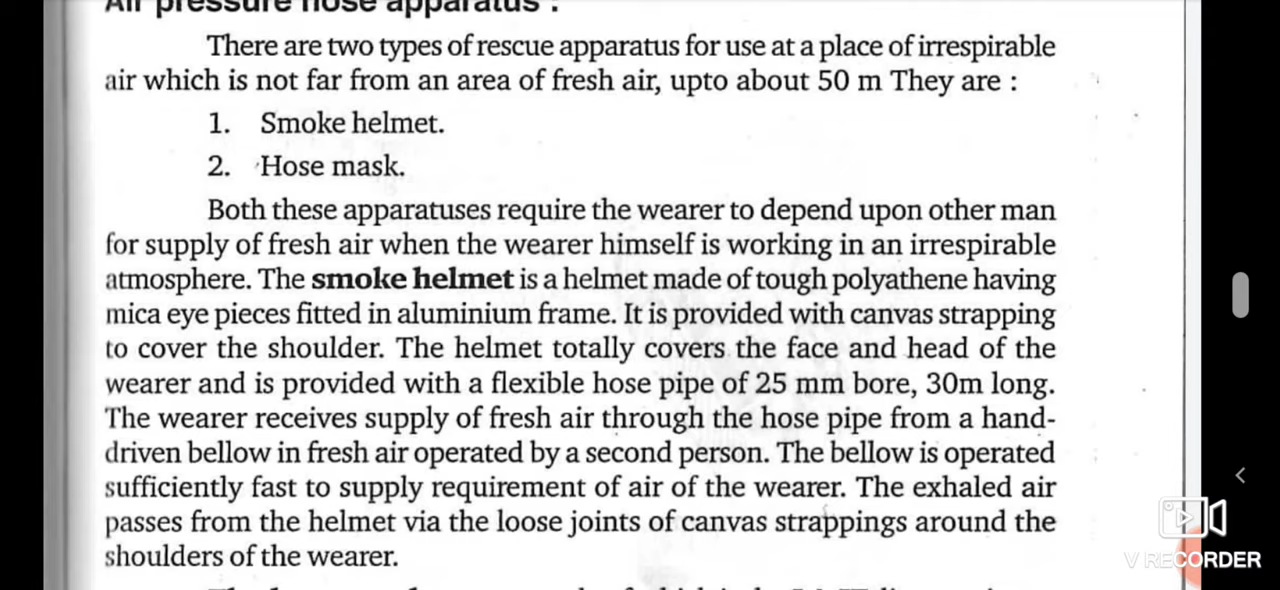 Air pressure hose apparatus :
There are two types of rescue apparatus for use at a place of irrespirable
air which is not far from an area of fresh air, upto about 50 m They are :
1. Smoke helmet.
2. Hose mask.
Both these apparatuses require the wearer to depend upon other man
for supply of fresh air when the wearer himself is working in an irrespirable
atmosphere. The smoke helmet is a helmet made of tough polyathene having
mica eye pieces fitted in aluminium frame. It is provided with canvas strapping
to cover the shoulder. The helmet totally covers the face and head of the
wearer and is provided with a flexible hose pipe of 25 mm bore, 30m long.
The wearer receives supply of fresh air through the hose pipe from a hand-
driven bellow in fresh air operated by a second person. The bellow is operated
sufficiently fast to supply requirement of air of the wearer. The exhaled air
passes from the helmet via the loose joints of canvas strappings around the
shoulders of the wearer.
V RECORDER